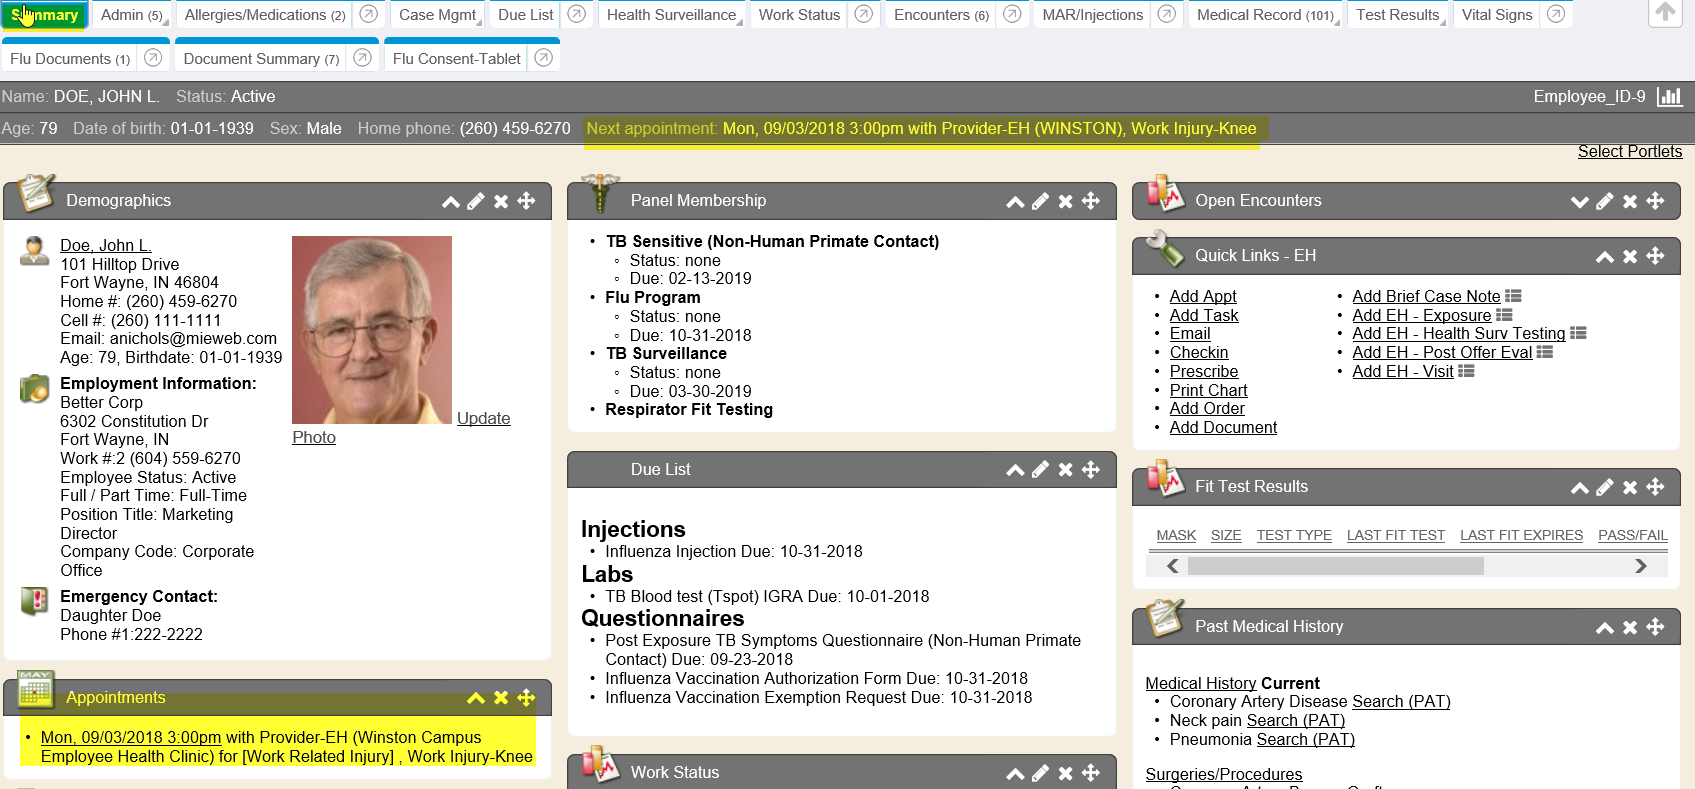 Summary
Admin (5)
Allergies/Medications (2)
Case Mgmt
Due List
Health Surveillance
Work Status
Encounters (6)
MAR/Injections
Medical Record (101)
Test Results
Vital Signs
Flu Documents (1)
Document Summary (7)
Flu Consent-Tablet
Name: DOE, JOHN L. Status: Active
Employee_ID-9
Age: 79 Date of birth: 01-01-1939 Sex: Male Home phone: (260) 459-6270 Next appointment: Mon, 09/03/2018 3:00pm with Provider-EH (WINSTON), Work Injury-Knee
Select Portlets
Demographics
Doe, John L.
101 Hilltop Drive
Fort Wayne, IN 46804
Home #: (260) 459-6270
Cell #: (260) 111-1111
Email: anichols@mieweb.com
Age: 79, Birthdate: 01-01-1939
Update
Photo
Employment Information:
Better Corp
6302 Constitution Dr
Fort Wayne, IN
Work #:2 (604) 559-6270
Employee Status: Active
Full / Part Time: Full-Time
Position Title: Marketing
Director
Company Code: Corporate
Office
Emergency Contact:
Daughter Doe
Phone #1:222-2222
MAY
Appointments
• Mon, 09/03/2018 3:00pm with Provider-EH (Winston Campus
Employee Health Clinic) for [Work Related Injury] , Work Injury-Knee
Panel Membership
• TB Sensitive (Non-Human Primate Contact)
◦ Status: none
◦ Due: 02-13-2019
• Flu Program
◦ Status: none
◦ Due: 10-31-2018
• TB Surveillance
◦ Status: none
◦ Due: 03-30-2019
• Respirator Fit Testing
Due List
Injections
• Influenza Injection Due: 10-31-2018
Labs
• TB Blood test (Tspot) IGRA Due: 10-01-2018
Questionnaires
• Post Exposure TB Symptoms Questionnaire (Non-Human Primate
Contact) Due: 09-23-2018
• Influenza Vaccination Authorization Form Due: 10-31-2018
• Influenza Vaccination Exemption Request Due: 10-31-2018
Work Status
Open Encounters
Quick Links - EH
• Add Appt
• Add Task
• Email
• Checkin
• Prescribe
• Print Chart
• Add Order
• Add Document
• Add Brief Case Note
• Add EH - Exposure
• Add EH - Health Surv Testing
• Add EH - Post Offer Eval
• Add EH - Visit
Fit Test Results
MASK SIZE TEST TYPE LAST FIT TEST LAST FIT EXPIRES PASS/FAIL
Past Medical History
Medical History Current
• Coronary Artery Disease Search (PAT)
• Neck pain Search (PAT)
• Pneumonia Search (PAT)
Surgeries/Procedures